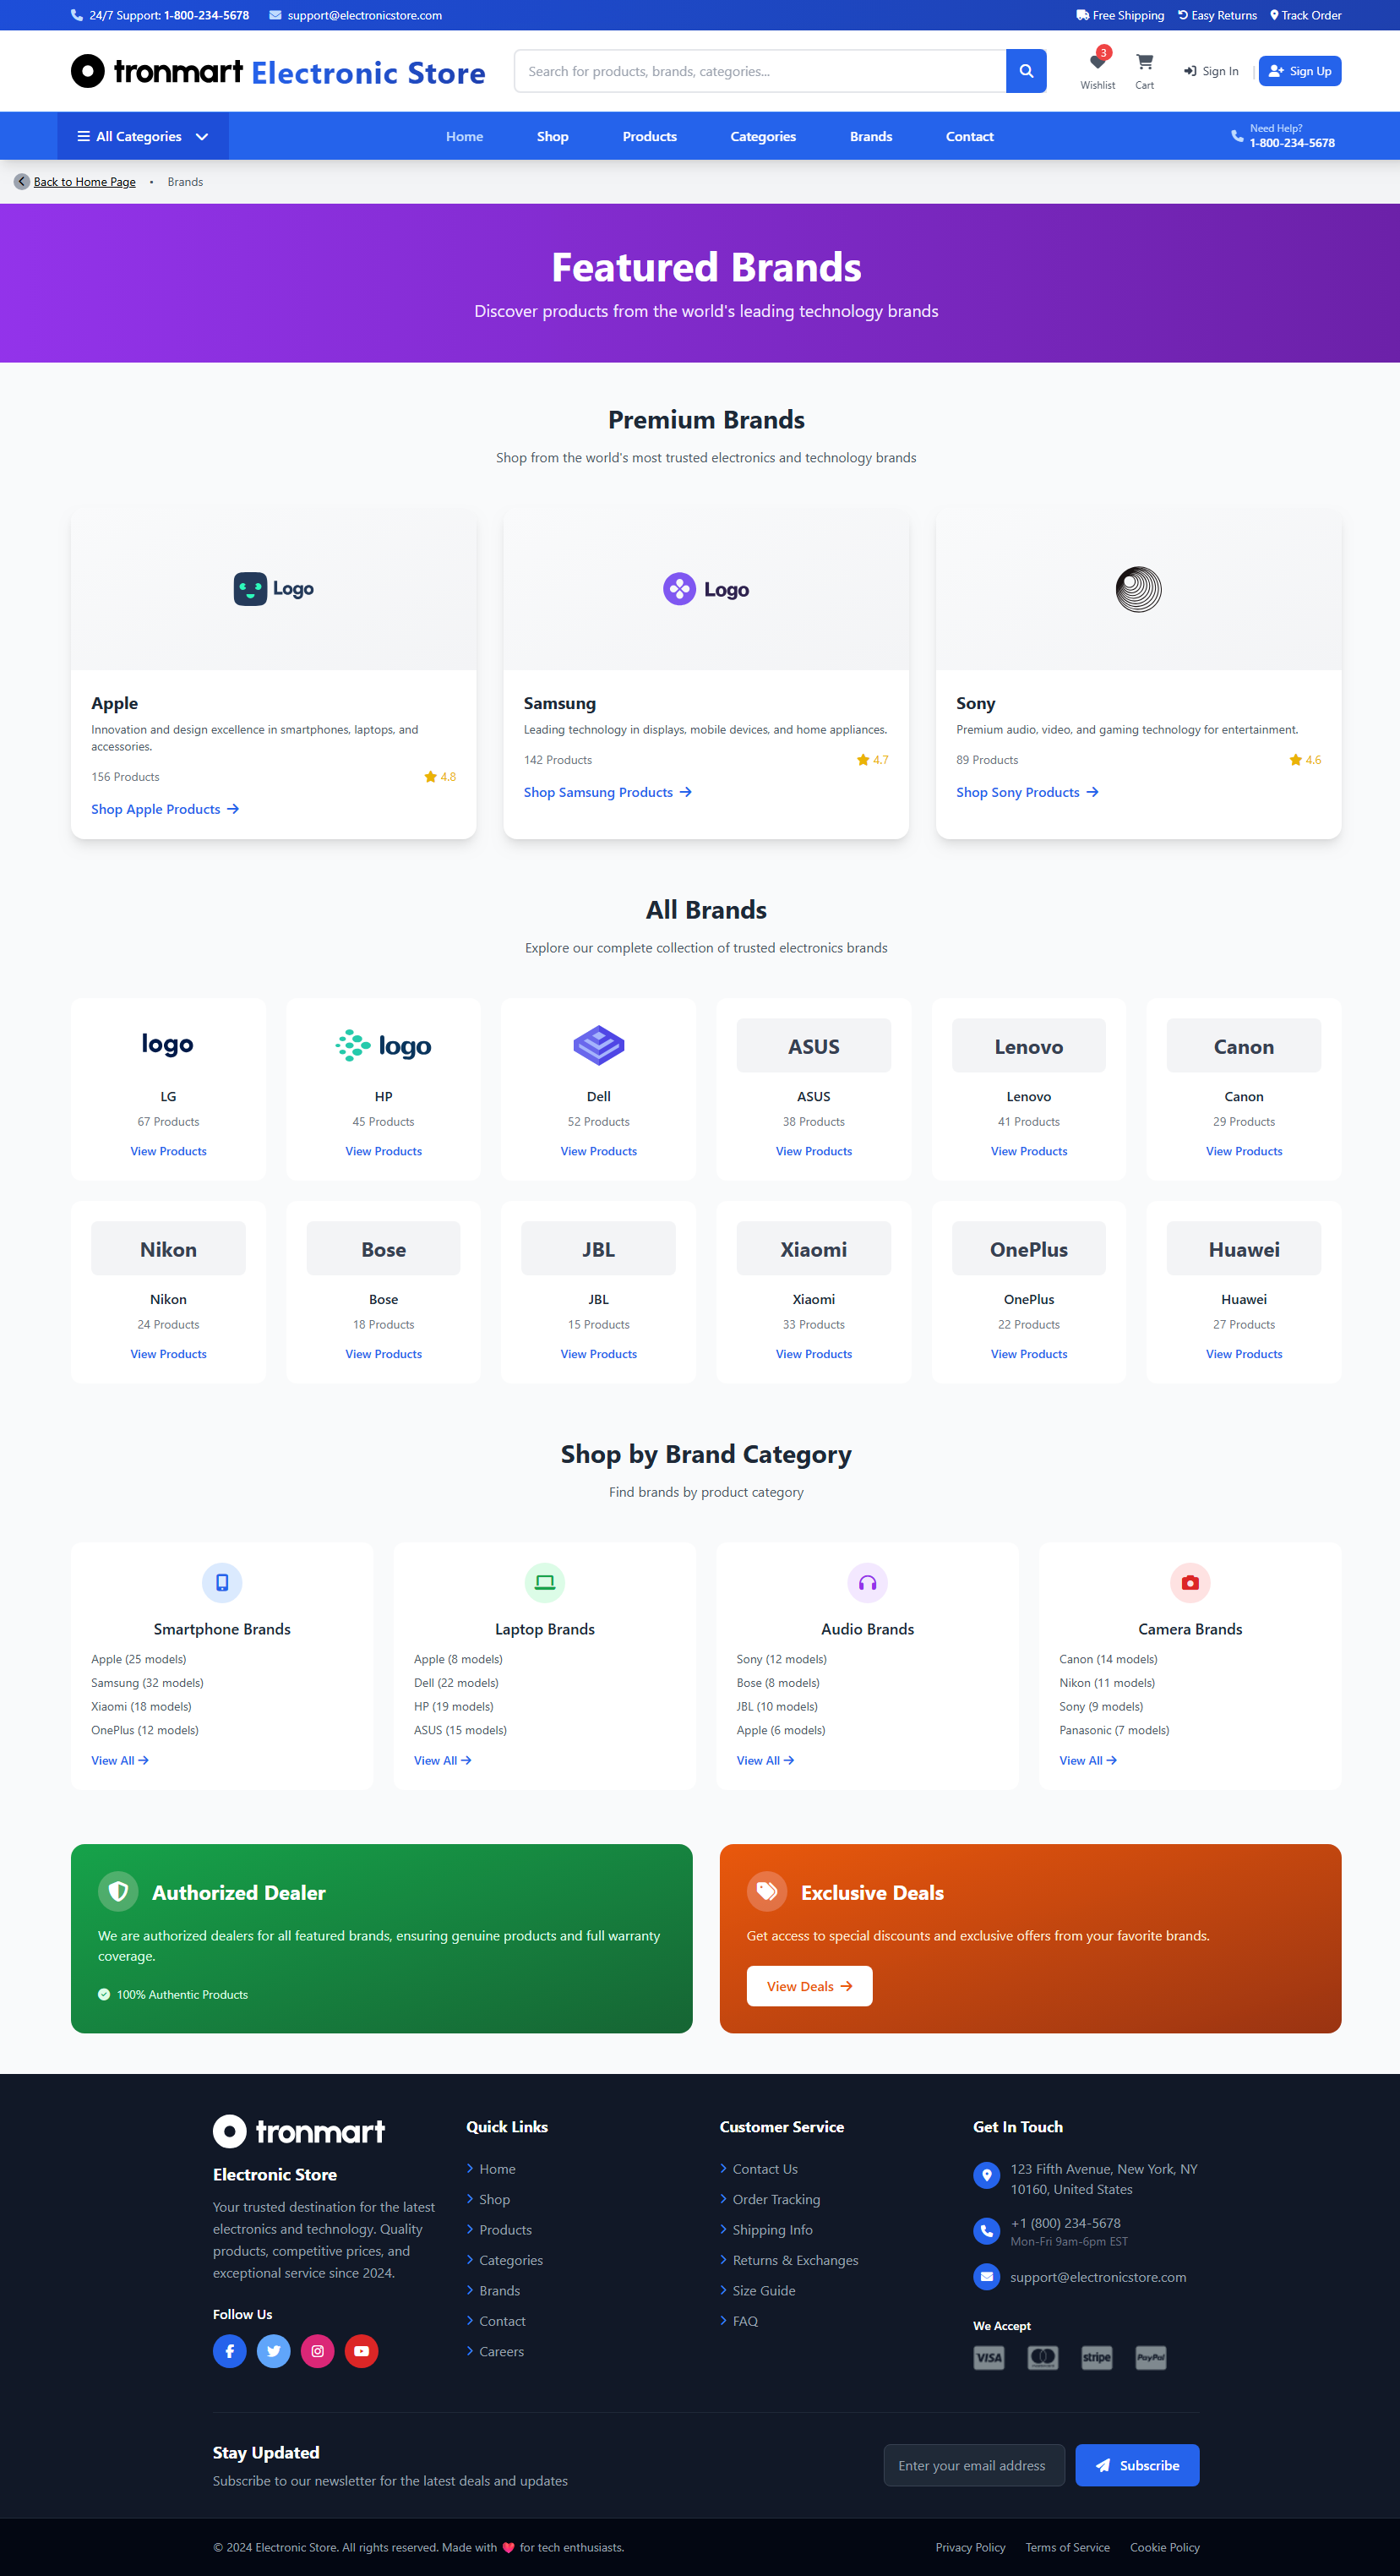 24/7 Support: 1-800-234-5678
support@electronicstore.com
Free Shipping
Easy Returns
Track Order
tronmart Electronic Store
Search for products, brands, categories...
3
Wishlist
Cart
Sign In
|
Sign Up
All Categories
Home
Shop
Products
Categories
Brands
Contact
Need Help?
1-800-234-5678
Back to Home Page • Brands
Featured Brands
Discover products from the world's leading technology brands
Premium Brands
Shop from the world's most trusted electronics and technology brands
Logo
Apple
Innovation and design excellence in smartphones, laptops, and
accessories.
156 Products
4.8
Shop Apple Products
Logo
Samsung
Leading technology in displays, mobile devices, and home appliances.
142 Products
4.7
Shop Samsung Products
Sony
Premium audio, video, and gaming technology for entertainment.
89 Products
4.6
Shop Sony Products
All Brands
Explore our complete collection of trusted electronics brands
logo
LG
67 Products
View Products
logo
HP
45 Products
View Products
Dell
52 Products
View Products
ASUS
ASUS
38 Products
View Products
Lenovo
Lenovo
41 Products
View Products
Canon
Canon
29 Products
View Products
Nikon
Nikon
24 Products
View Products
Bose
Bose
18 Products
View Products
JBL
JBL
15 Products
View Products
Xiaomi
Xiaomi
33 Products
View Products
OnePlus
OnePlus
22 Products
View Products
Huawei
Huawei
27 Products
View Products
Shop by Brand Category
Find brands by product category
Smartphone Brands
Apple (25 models)
Samsung (32 models)
Xiaomi (18 models)
OnePlus (12 models)
View All
Laptop Brands
Apple (8 models)
Dell (22 models)
HP (19 models)
ASUS (15 models)
View All
Audio Brands
Sony (12 models)
Bose (8 models)
JBL (10 models)
Apple (6 models)
View All
Camera Brands
Canon (14 models)
Nikon (11 models)
Sony (9 models)
Panasonic (7 models)
View All
Authorized Dealer
We are authorized dealers for all featured brands, ensuring genuine products and full warranty
coverage.
100% Authentic Products
Exclusive Deals
Get access to special discounts and exclusive offers from your favorite brands.
View Deals
tronmart
Electronic Store
Your trusted destination for the latest
electronics and technology. Quality
products, competitive prices, and
exceptional service since 2024.
Follow Us
Quick Links
Home
Shop
Products
Categories
Brands
Contact
Careers
Customer Service
Contact Us
Order Tracking
Shipping Info
Returns & Exchanges
Size Guide
FAQ
Get In Touch
123 Fifth Avenue, New York, NY
10160, United States
+1 (800) 234-5678
Mon-Fri 9am-6pm EST
support@electronicstore.com
We Accept
VISA
stripe
PayPal
Stay Updated
Subscribe to our newsletter for the latest deals and updates
Enter your email address
Subscribe
© 2024 Electronic Store. All rights reserved. Made with ❤️ for tech enthusiasts.
Privacy Policy
Terms of Service
Cookie Policy